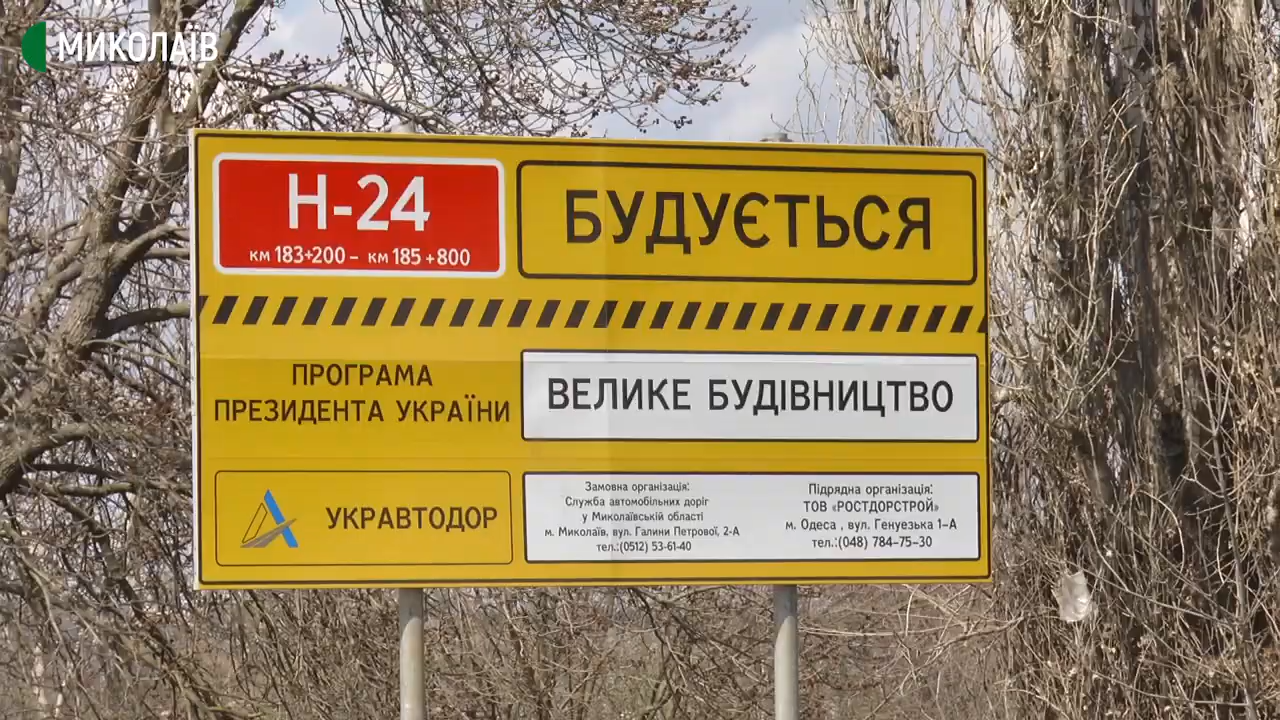 МИКОЛАЇВ
Н-24
км 183+200 – км 185+800
БУДУЄТЬСЯ
ПРОГРАМА
ПРЕЗИДЕНТА УКРАЇНИ
ВЕЛИКЕ БУДІВНИЦТВО
УКРАВТОДОР
Замовна організація:
Служба автомобільних доріг
у Миколаївській області
м. Миколаїв, вул. Галини Петрової, 2-А
тел.:(0512) 53-61-40
Підрядна організація:
ТОВ «РОСТДОРСТРОЙ»
м. Одеса , вул. Генуезька 1-А
тел.:(048) 784-75-30